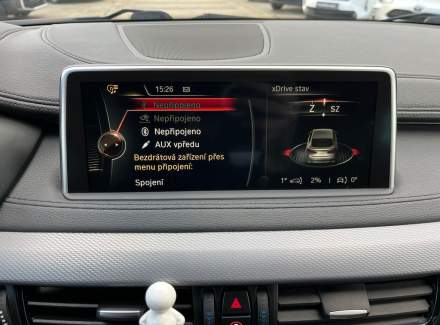 15:26
xDrive stav
Nepřipojeno
Z SZ
Nepřipojeno
Nepřipojeno
AUX vpředu
Bezdrátová zařízení přes
menu připojení:
Spojení
1° 2% 0°